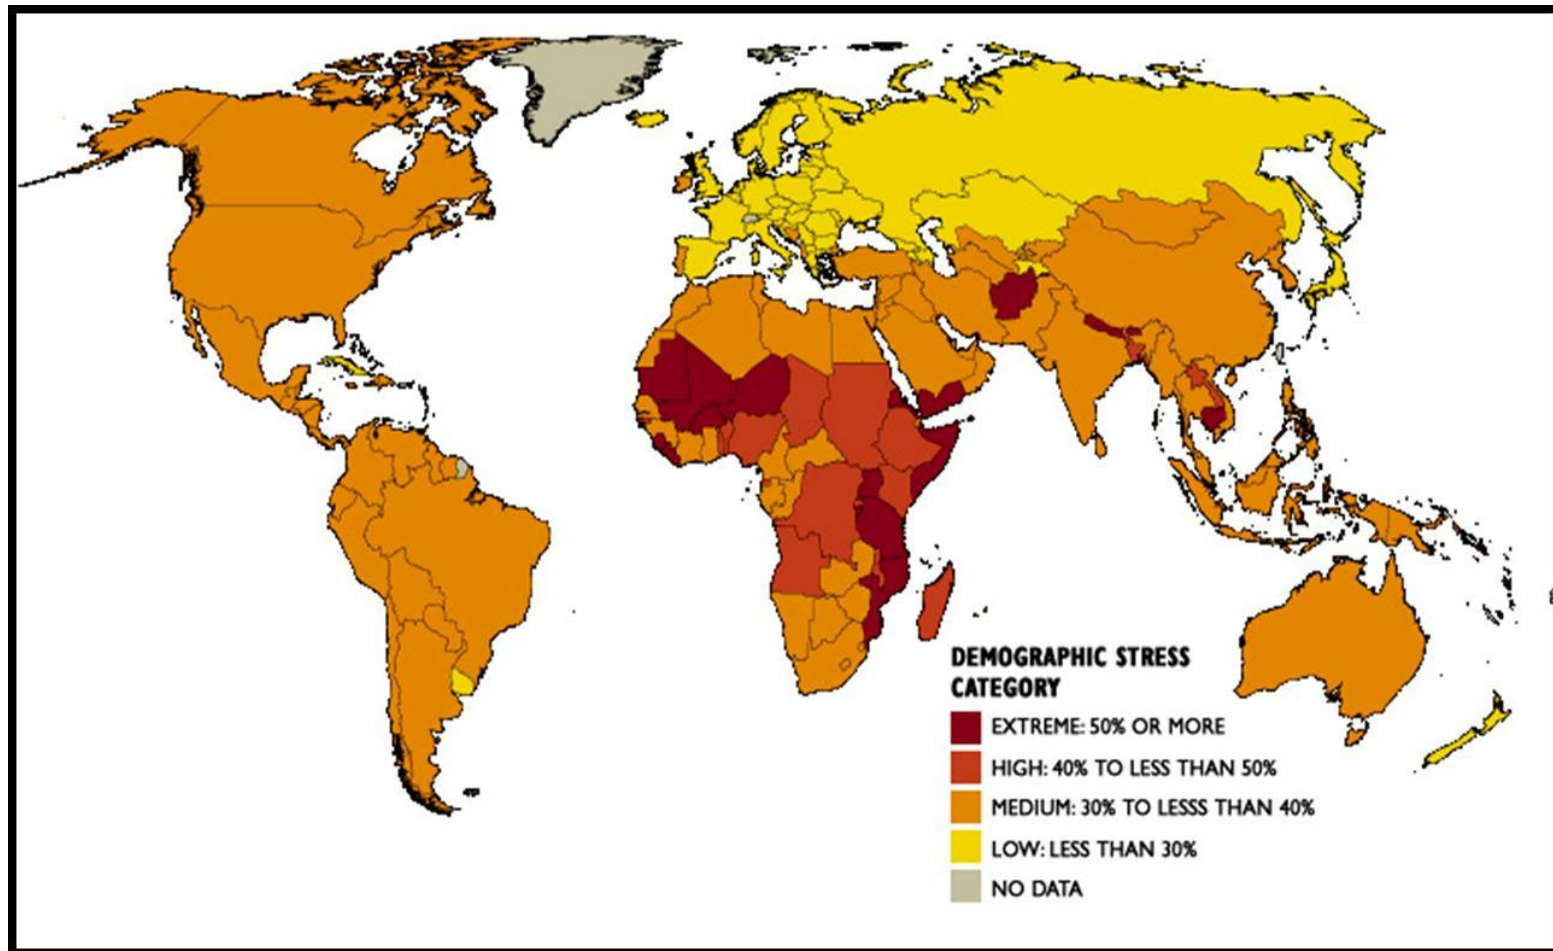 DEMOGRAPHIC STRESS
CATEGORY
EXTREME: 50% OR MORE
HIGH: 40% TO LESS THAN 50%
MEDIUM: 30% TO LESSS THAN 40%
LOW: LESS THAN 30%
NO DATA